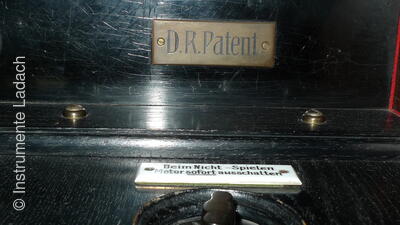 D.R.Patent
Beim Nicht-Spielen
Motor sofort ausschalten
© Instrumente Ladach